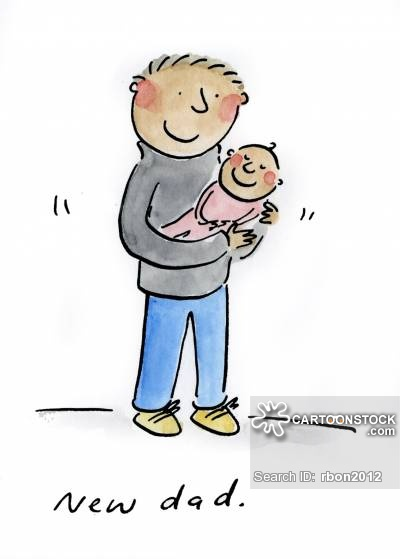 CARTOONSTOCK
.com
Search ID: rbon2012
New dad.